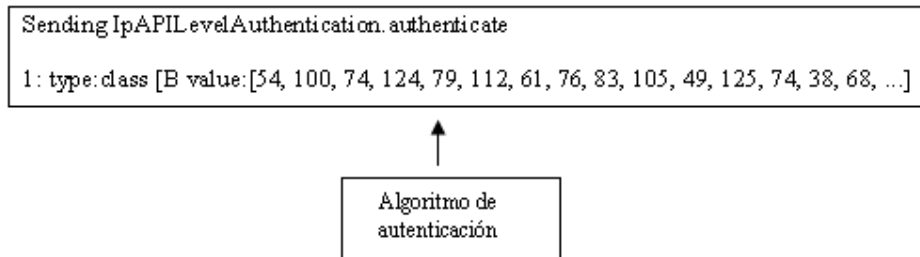 Sending IpAPILevelAuthentication.authenticate
1: type:class [B value:[54, 100, 74, 124, 79, 112, 61, 76, 83, 105, 49, 125, 74, 38, 68, ...]
Algoritmo de
autenticación